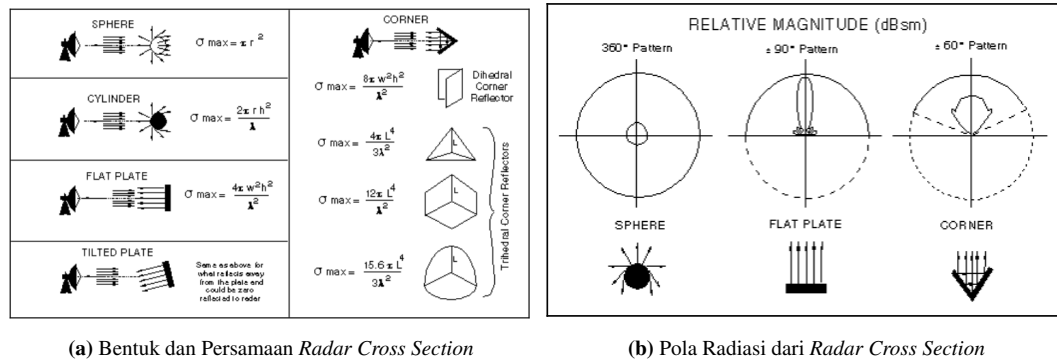 SPHERE
σ max = π r²
CYLINDER
σ max = 2π r h² / λ
FLAT PLATE
σ max = 4π w²h² / λ²
TILTED PLATE
Same as above for
what reflects away
from the plate and
could be zero
reflected to radar
CORNER
σ max = 8π w²h² / λ²
Dihedral
Corner
Reflector
σ max = 4π L⁴ / 3λ²
L
σ max = 12π L⁴ / λ²
L
σ max = 15.6 π L⁴ / 3λ²
L
Trihedral Corner Reflectors
(a) Bentuk dan Persamaan Radar Cross Section
RELATIVE MAGNITUDE (dBsm)
360° Pattern
± 90° Pattern
± 60° Pattern
SPHERE
FLAT PLATE
CORNER
(b) Pola Radiasi dari Radar Cross Section